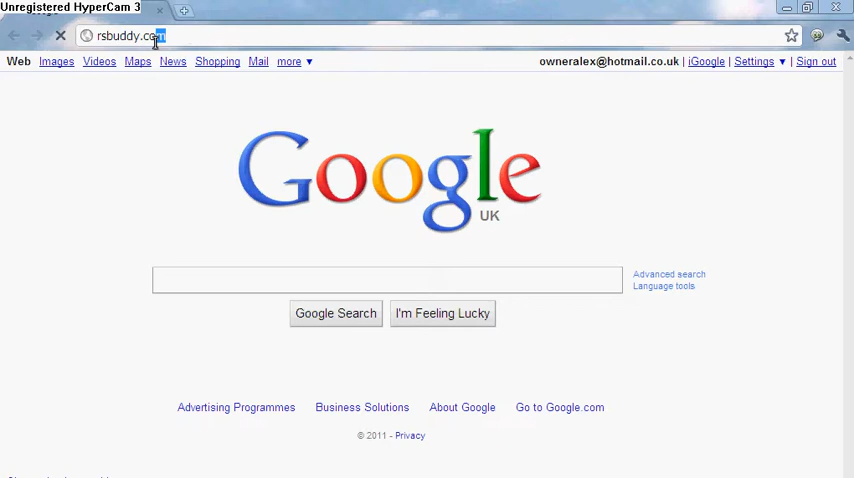 Unregistered HyperCam 3
rsbuddy.com
Web Images Videos Maps News Shopping Mail more ▼ owneralex@hotmail.co.uk | iGoogle | Settings ▼ | Sign out
Google
UK
Advanced search
Language tools
Google Search I'm Feeling Lucky
Advertising Programmes Business Solutions About Google Go to Google.com
© 2011 - Privacy